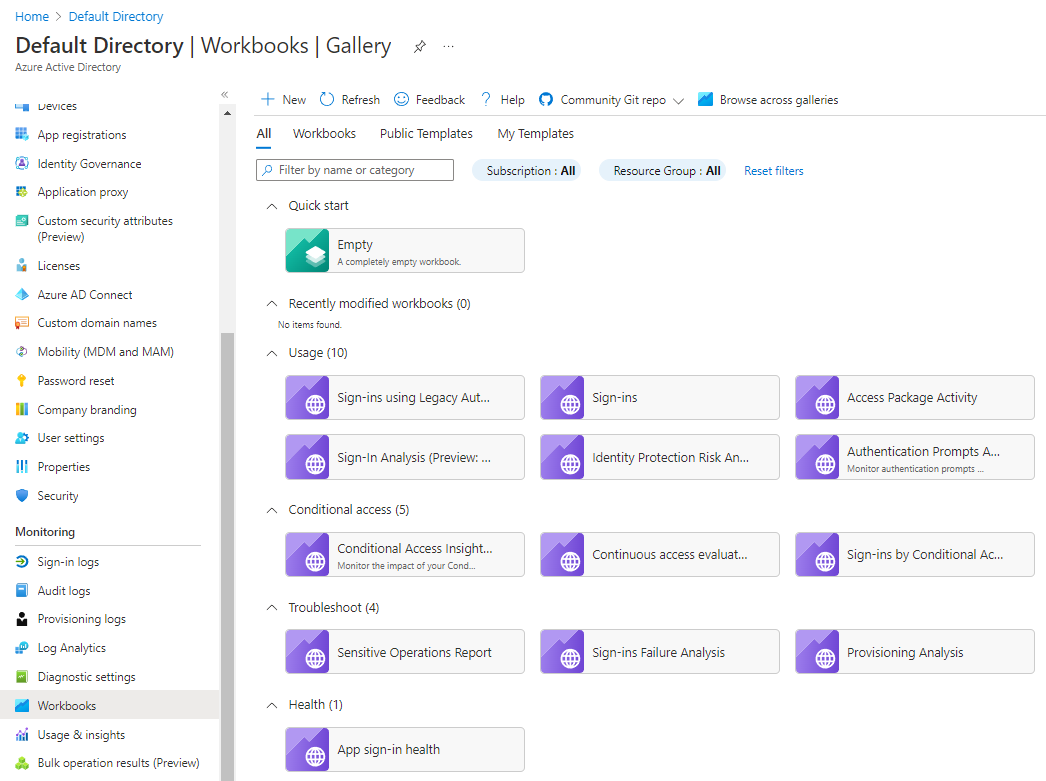 Home > Default Directory
Default Directory | Workbooks | Gallery
Azure Active Directory
Devices
App registrations
Identity Governance
Application proxy
Custom security attributes
(Preview)
Licenses
Azure AD Connect
Custom domain names
Mobility (MDM and MAM)
Password reset
Company branding
User settings
Properties
Security
Monitoring
Sign-in logs
Audit logs
Provisioning logs
Log Analytics
Diagnostic settings
Workbooks
Usage & insights
Bulk operation results (Preview)
New Refresh Feedback ? Help Community Git repo Browse across galleries
All Workbooks Public Templates My Templates
Filter by name or category Subscription : All Resource Group : All Reset filters
Quick start
Empty
A completely empty workbook.
Recently modified workbooks (0)
No items found.
Usage (10)
Sign-ins using Legacy Aut...
Sign-ins
Access Package Activity
Sign-In Analysis (Preview: ...
Identity Protection Risk An...
Authentication Prompts A...
Monitor authentication prompts ...
Conditional access (5)
Conditional Access Insight...
Monitor the impact of your Cond...
Continuous access evaluat...
Sign-ins by Conditional Ac...
Troubleshoot (4)
Sensitive Operations Report
Sign-ins Failure Analysis
Provisioning Analysis
Health (1)
App sign-in health